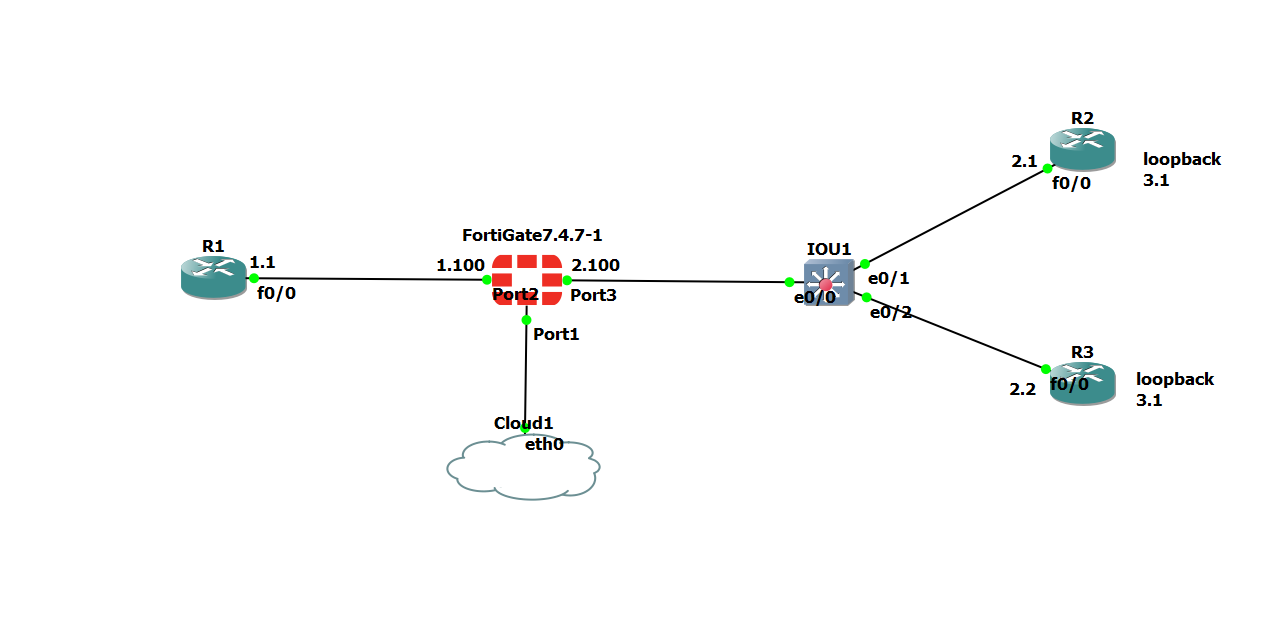 R2
2.1
f0/0
loopback
3.1
R1
1.1
f0/0
FortiGate7.4.7-1
1.100
2.100
Port2
Port3
Port1
IOU1
e0/0
e0/1
e0/2
R3
f0/0
2.2
loopback
3.1
Cloud1
eth0